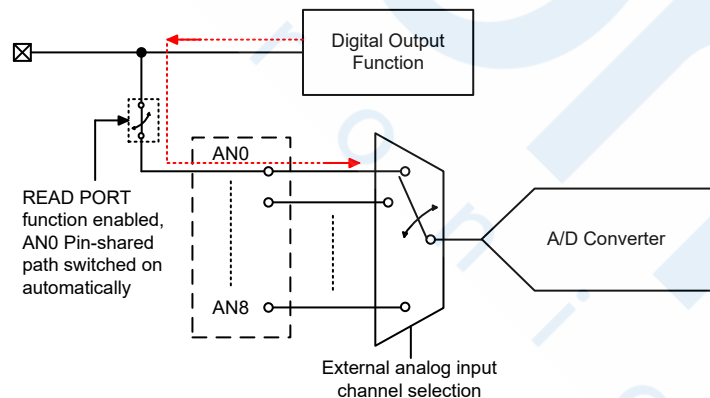 Digital Output
Function
AN0
READ PORT
function enabled,
AN0 Pin-shared
path switched on
automatically
A/D Converter
AN8
External analog input
channel selection